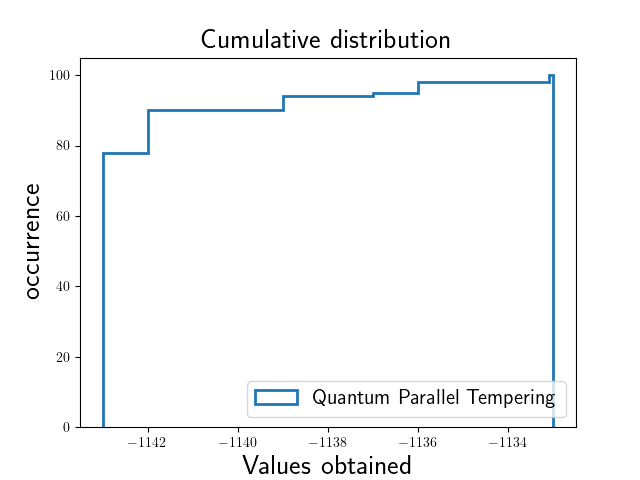 Cumulative distribution
occurrence
100
80
60
40
20
0
Quantum Parallel Tempering
−1142 −1140 −1138 −1136 −1134
Values obtained